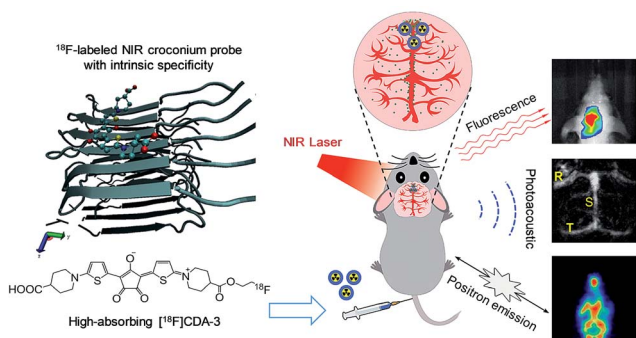 ¹⁸F-labeled NIR croconium probe
with intrinsic specificity
z
y
HOOC
N
S
O⁻
O
O
S
N⁺
O
O
¹⁸F
High-absorbing [¹⁸F]CDA-3
NIR Laser
Fluorescence
Photoacoustic
Positron emission
R
S
T